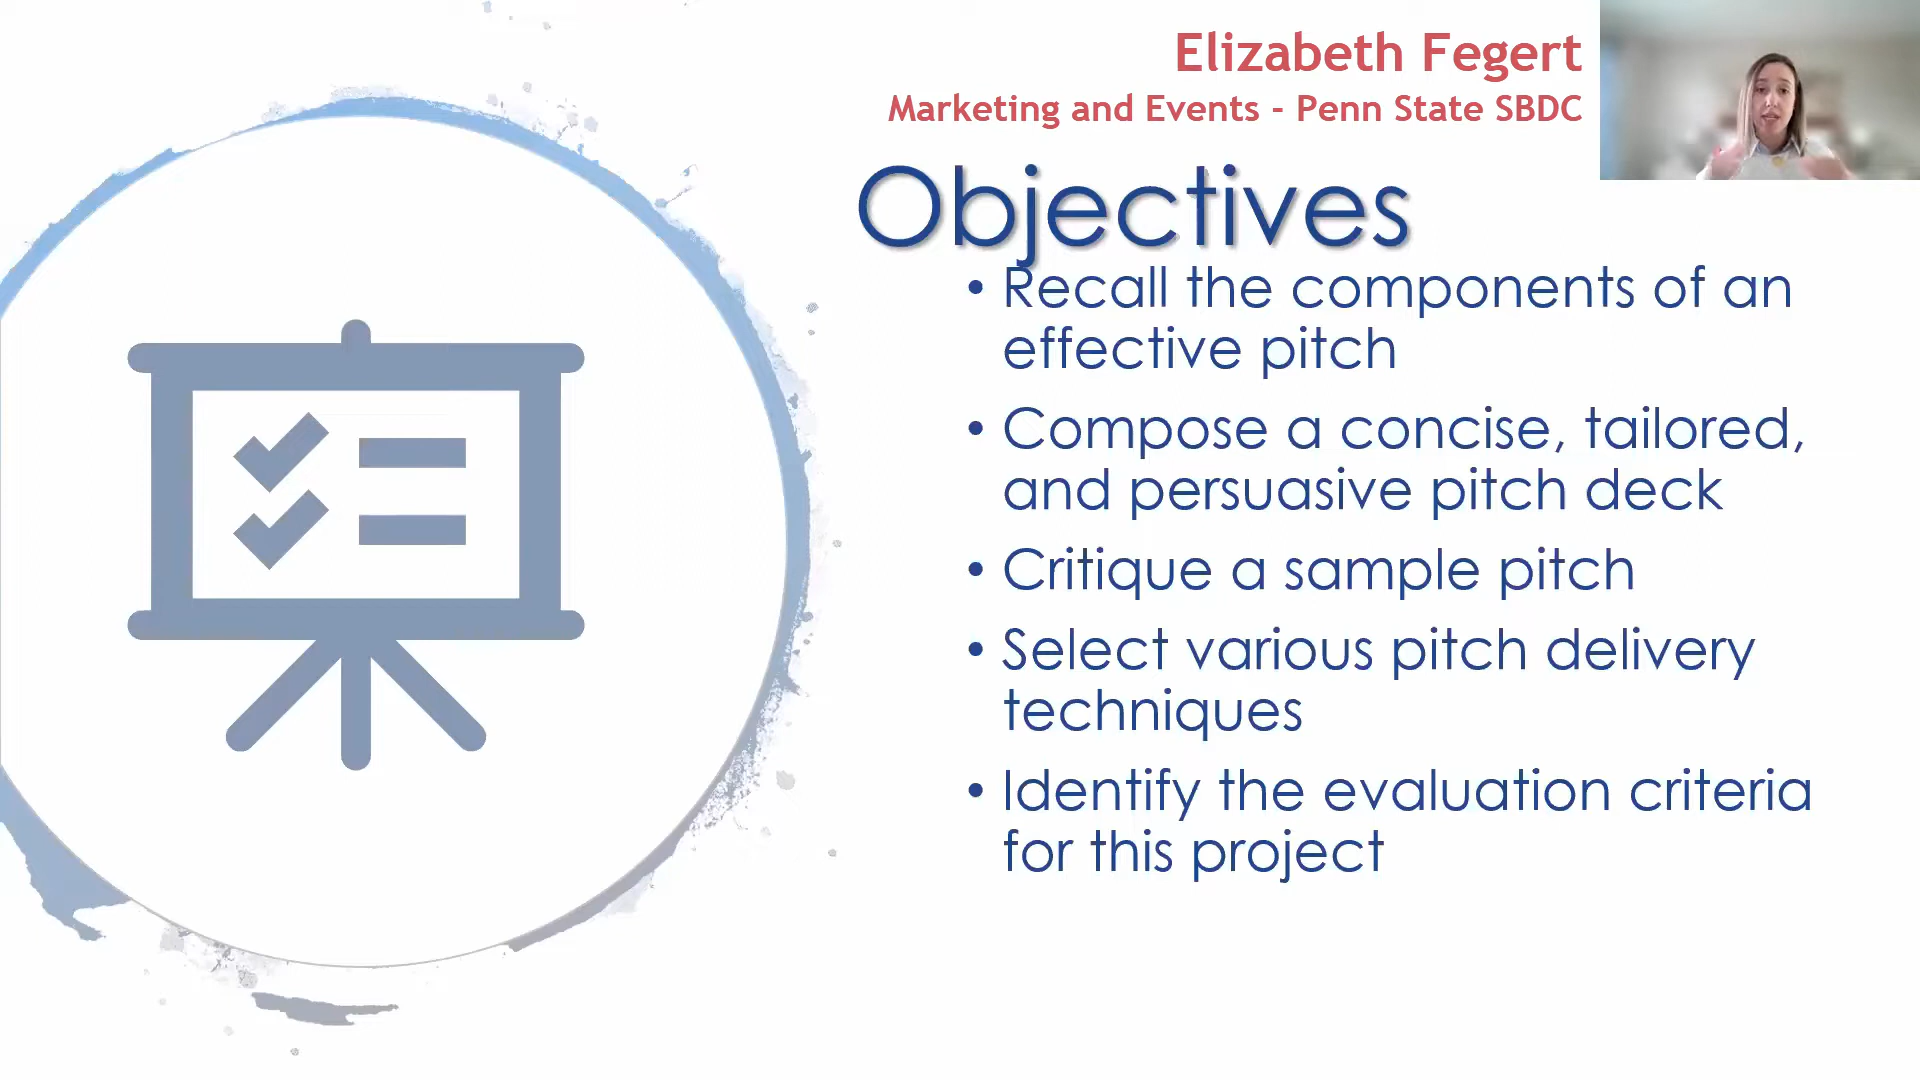 Elizabeth Fegert
Marketing and Events - Penn State SBDC
Objectives
• Recall the components of an
effective pitch
• Compose a concise, tailored,
and persuasive pitch deck
• Critique a sample pitch
• Select various pitch delivery
techniques
• Identify the evaluation criteria
for this project